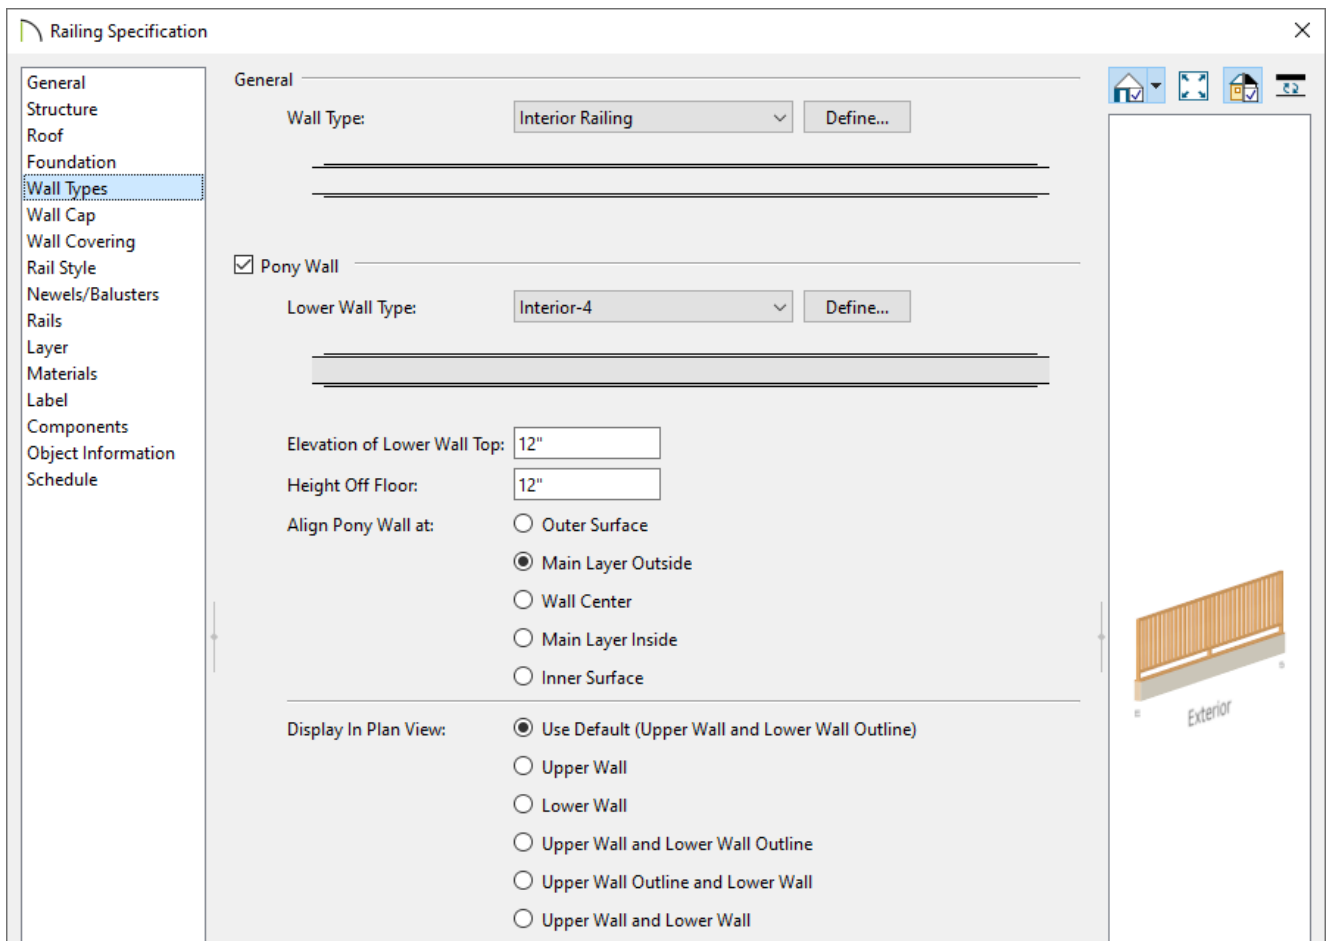 Railing Specification
General
Structure
Roof
Foundation
Wall Types
Wall Cap
Wall Covering
Rail Style
Newels/Balusters
Rails
Layer
Materials
Label
Components
Object Information
Schedule
General
Wall Type: Interior Railing Define...
Pony Wall
Lower Wall Type: Interior-4 Define...
Elevation of Lower Wall Top: 12"
Height Off Floor: 12"
Align Pony Wall at: Outer Surface
Main Layer Outside
Wall Center
Main Layer Inside
Inner Surface
Display In Plan View: Use Default (Upper Wall and Lower Wall Outline)
Upper Wall
Lower Wall
Upper Wall and Lower Wall Outline
Upper Wall Outline and Lower Wall
Upper Wall and Lower Wall
Exterior